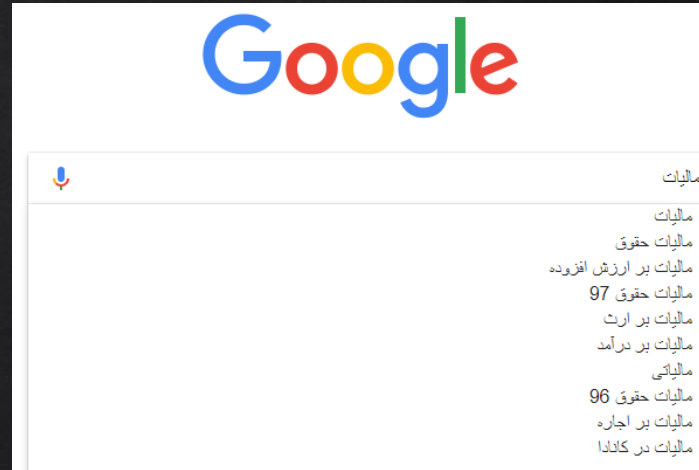 Google
مالیات
مالیات
مالیات حقوق
مالیات بر ارزش افزوده
مالیات حقوق 97
مالیات بر ارث
مالیات بر درآمد
مالیاتی
مالیات حقوق 96
مالیات بر اجاره
مالیات در کانادا